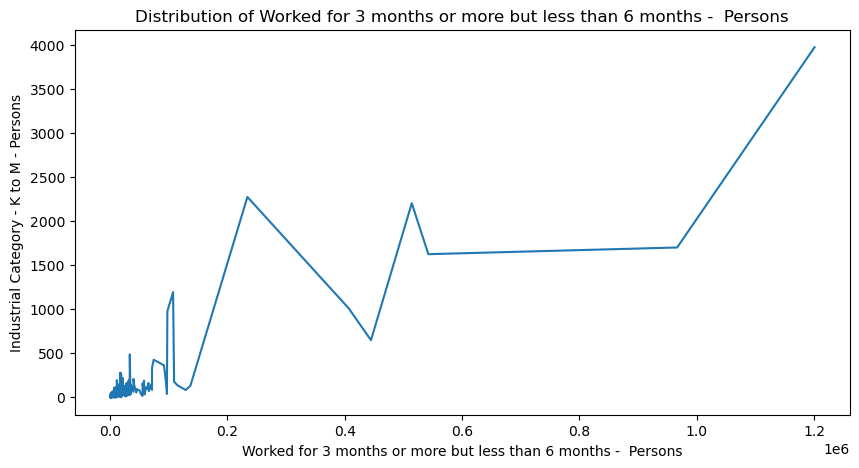 Distribution of Worked for 3 months or more but less than 6 months -  Persons
Industrial Category - K to M - Persons
4000
3500
3000
2500
2000
1500
1000
500
0
0.0 0.2 0.4 0.6 0.8 1.0 1.2
1e6
Worked for 3 months or more but less than 6 months -  Persons